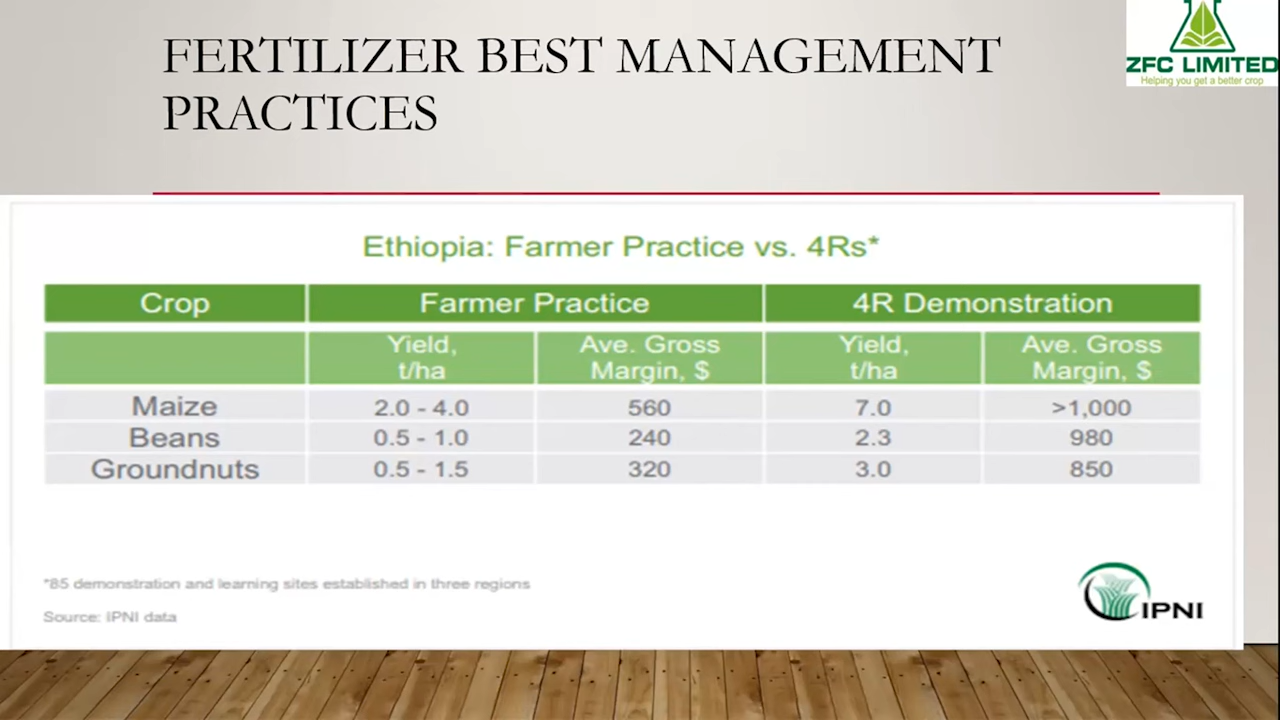 FERTILIZER BEST MANAGEMENT
PRACTICES
ZFC LIMITED
Helping you get a better crop
Ethiopia: Farmer Practice vs. 4Rs*
Crop Farmer Practice 4R Demonstration
Yield, t/ha Ave. Gross Margin, $ Yield, t/ha Ave. Gross Margin, $
Maize 2.0 - 4.0 560 7.0 >1,000
Beans 0.5 - 1.0 240 2.3 980
Groundnuts 0.5 - 1.5 320 3.0 850
*85 demonstration and learning sites established in three regions
Source: IPNI data
IPNI